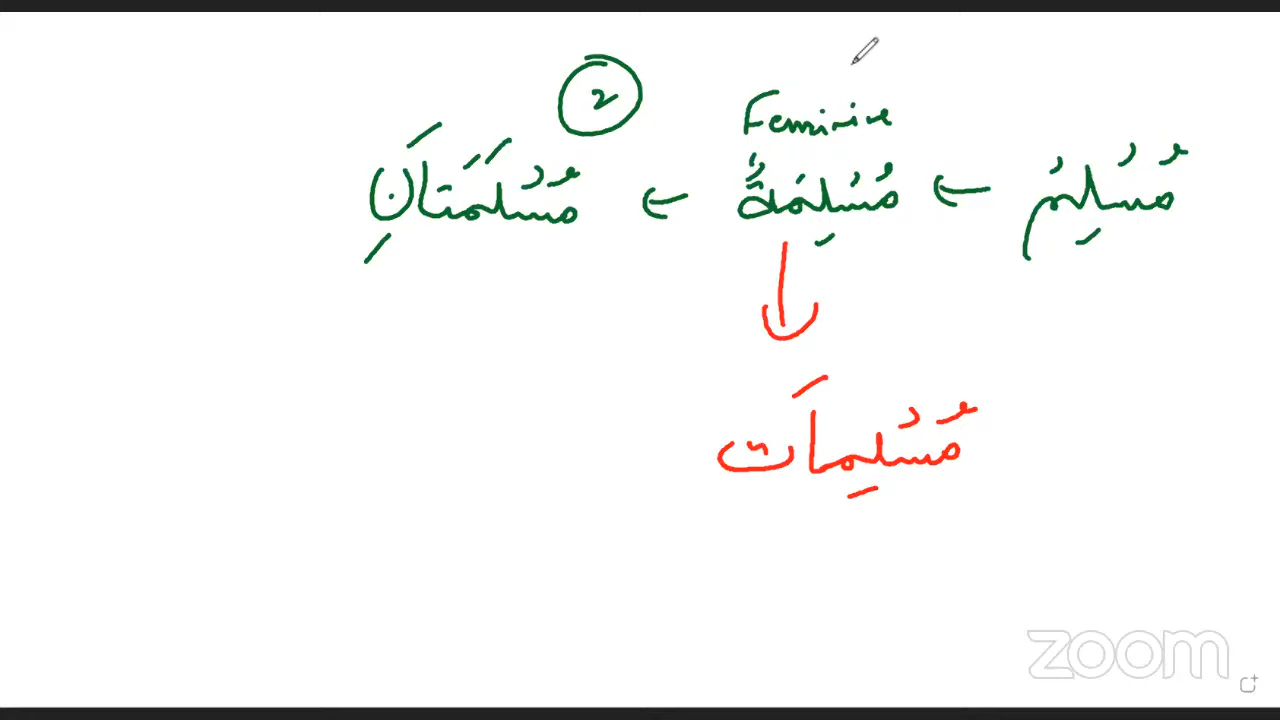 2
Feminine
مُسْلِمْ ← مُسْلِمَةٌ ← مُسْلَمَتَانِ
مُسْلِمَات
zoom